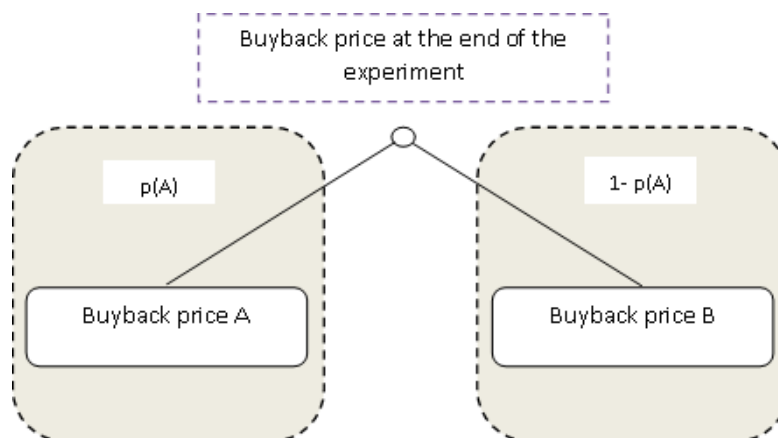 Buyback price at the end of the
experiment
p(A)
1- p(A)
Buyback price A
Buyback price B